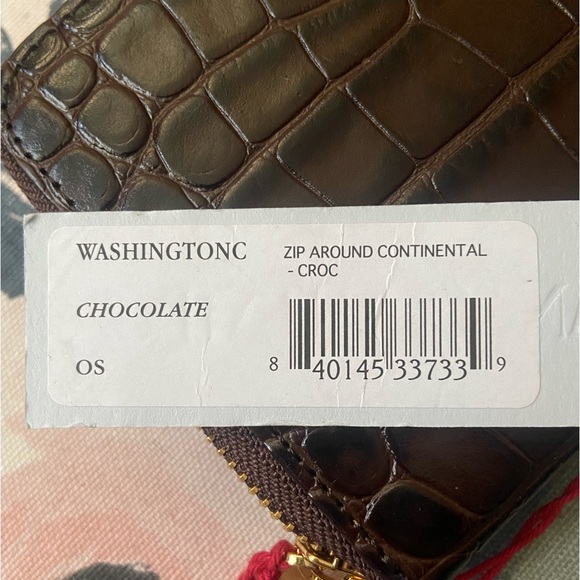 WASHINGTONC
ZIP AROUND CONTINENTAL
- CROC
CHOCOLATE
OS
8 40145 33733 9